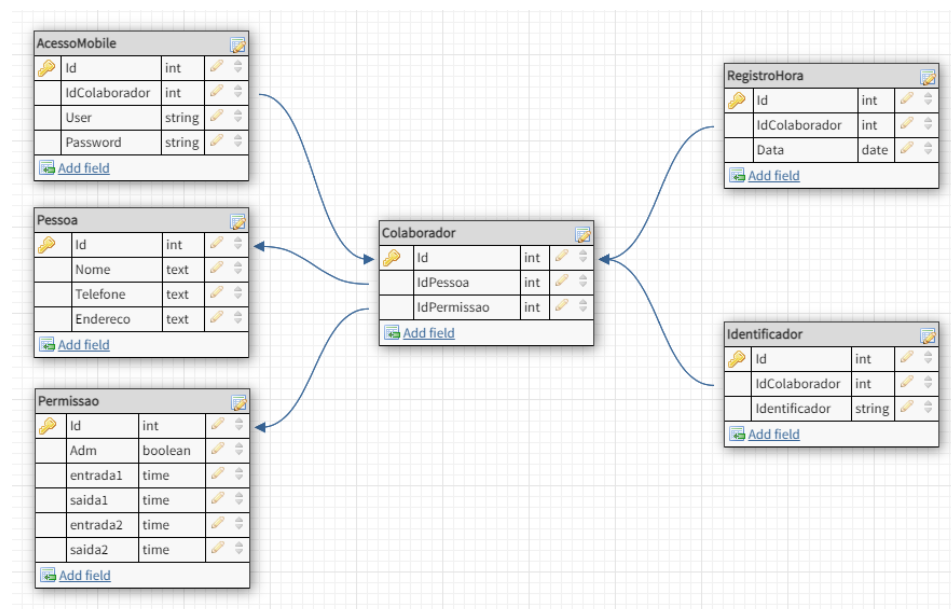 AcessoMobile
Id int
IdColaborador int
User string
Password string
Add field
Pessoa
Id int
Nome text
Telefone text
Endereco text
Add field
Permissao
Id int
Adm boolean
entrada1 time
saida1 time
entrada2 time
saida2 time
Add field
Colaborador
Id int
IdPessoa int
IdPermissao int
Add field
RegistroHora
Id int
IdColaborador int
Data date
Add field
Identificador
Id int
IdColaborador int
Identificador string
Add field